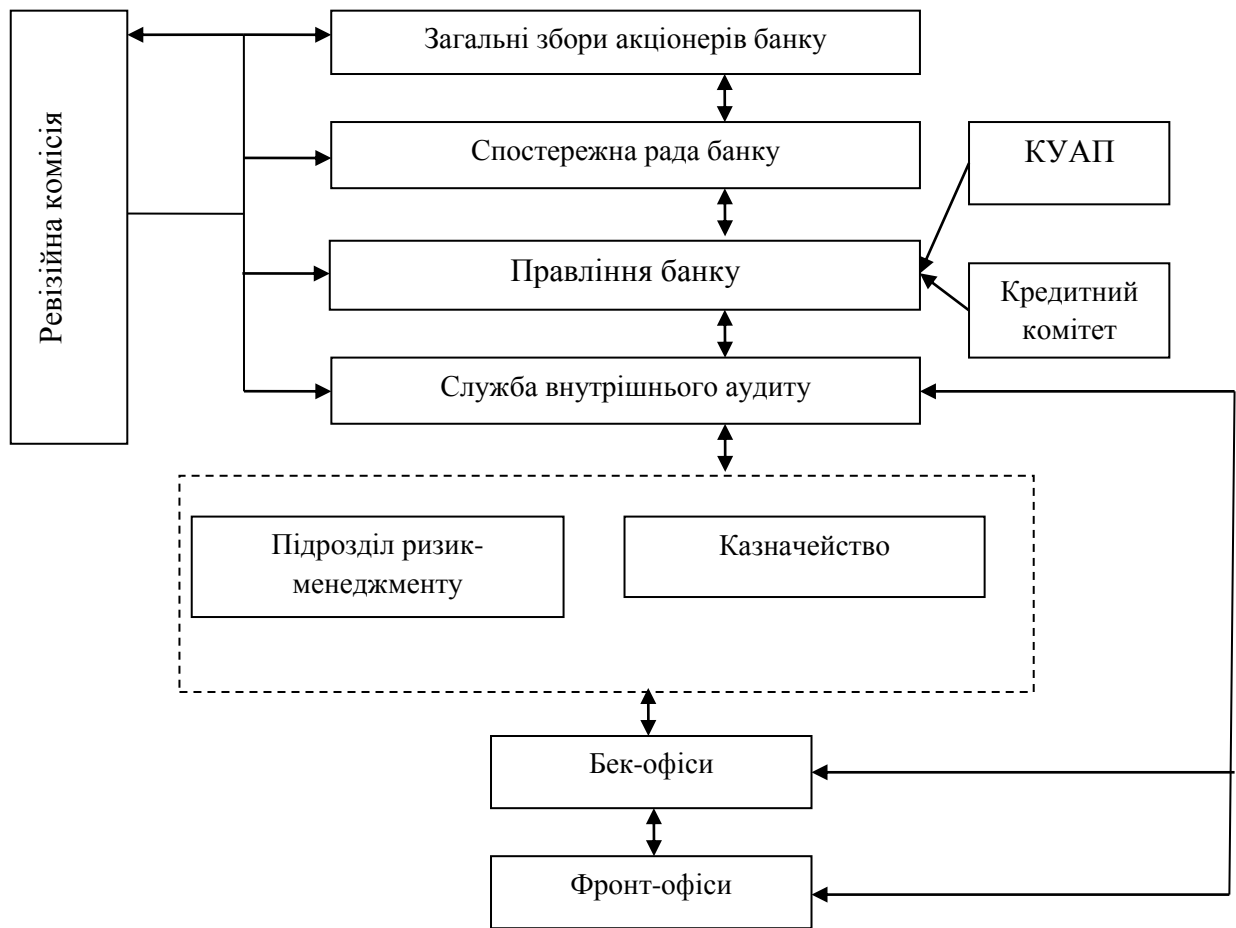 Ревізійна комісія
Загальні збори акціонерів банку
Спостережна рада банку
КУАП
Правління банку
Кредитний
комітет
Служба внутрішнього аудиту
Підрозділ ризик-
менеджменту
Казначейство
Бек-офіси
Фронт-офіси